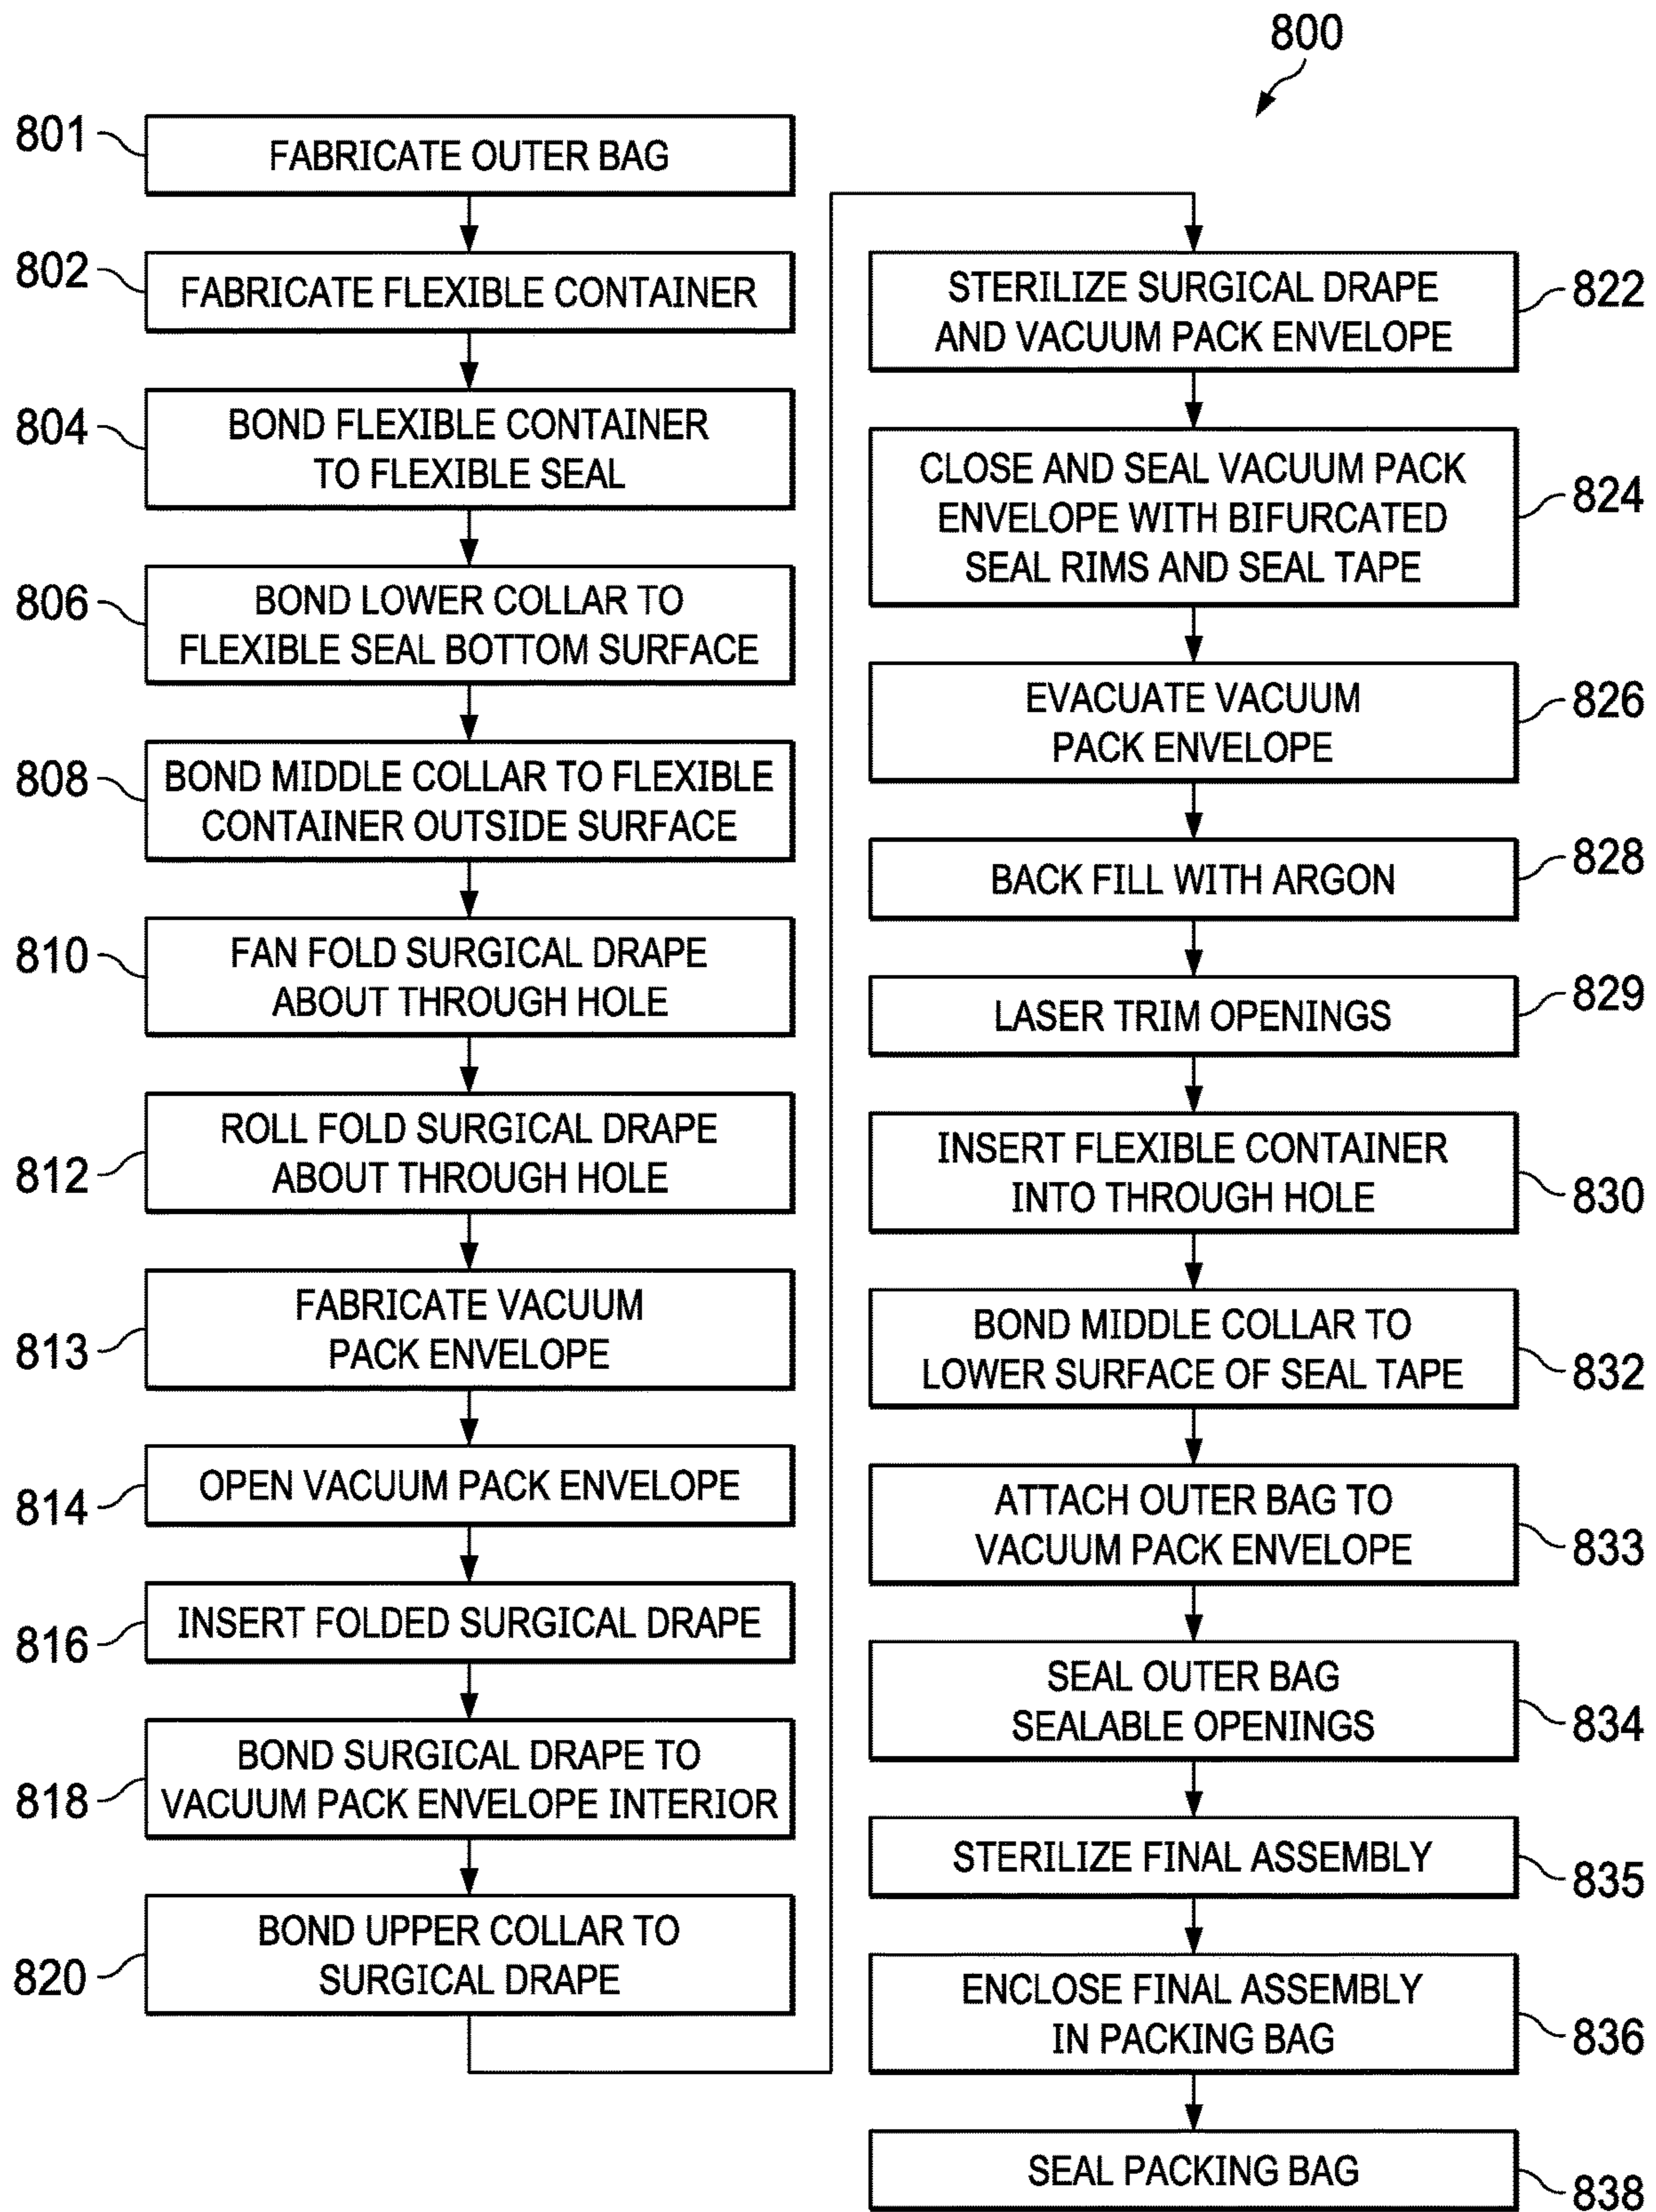 800
801
FABRICATE OUTER BAG
802
FABRICATE FLEXIBLE CONTAINER
804
BOND FLEXIBLE CONTAINER
TO FLEXIBLE SEAL
806
BOND LOWER COLLAR TO
FLEXIBLE SEAL BOTTOM SURFACE
808
BOND MIDDLE COLLAR TO FLEXIBLE
CONTAINER OUTSIDE SURFACE
810
FAN FOLD SURGICAL DRAPE
ABOUT THROUGH HOLE
812
ROLL FOLD SURGICAL DRAPE
ABOUT THROUGH HOLE
813
FABRICATE VACUUM
PACK ENVELOPE
814
OPEN VACUUM PACK ENVELOPE
816
INSERT FOLDED SURGICAL DRAPE
818
BOND SURGICAL DRAPE TO
VACUUM PACK ENVELOPE INTERIOR
820
BOND UPPER COLLAR TO
SURGICAL DRAPE
STERILIZE SURGICAL DRAPE
AND VACUUM PACK ENVELOPE
822
CLOSE AND SEAL VACUUM PACK
ENVELOPE WITH BIFURCATED
SEAL RIMS AND SEAL TAPE
824
EVACUATE VACUUM
PACK ENVELOPE
826
BACK FILL WITH ARGON
828
LASER TRIM OPENINGS
829
INSERT FLEXIBLE CONTAINER
INTO THROUGH HOLE
830
BOND MIDDLE COLLAR TO
LOWER SURFACE OF SEAL TAPE
832
ATTACH OUTER BAG TO
VACUUM PACK ENVELOPE
833
SEAL OUTER BAG
SEALABLE OPENINGS
834
STERILIZE FINAL ASSEMBLY
835
ENCLOSE FINAL ASSEMBLY
IN PACKING BAG
836
SEAL PACKING BAG
838